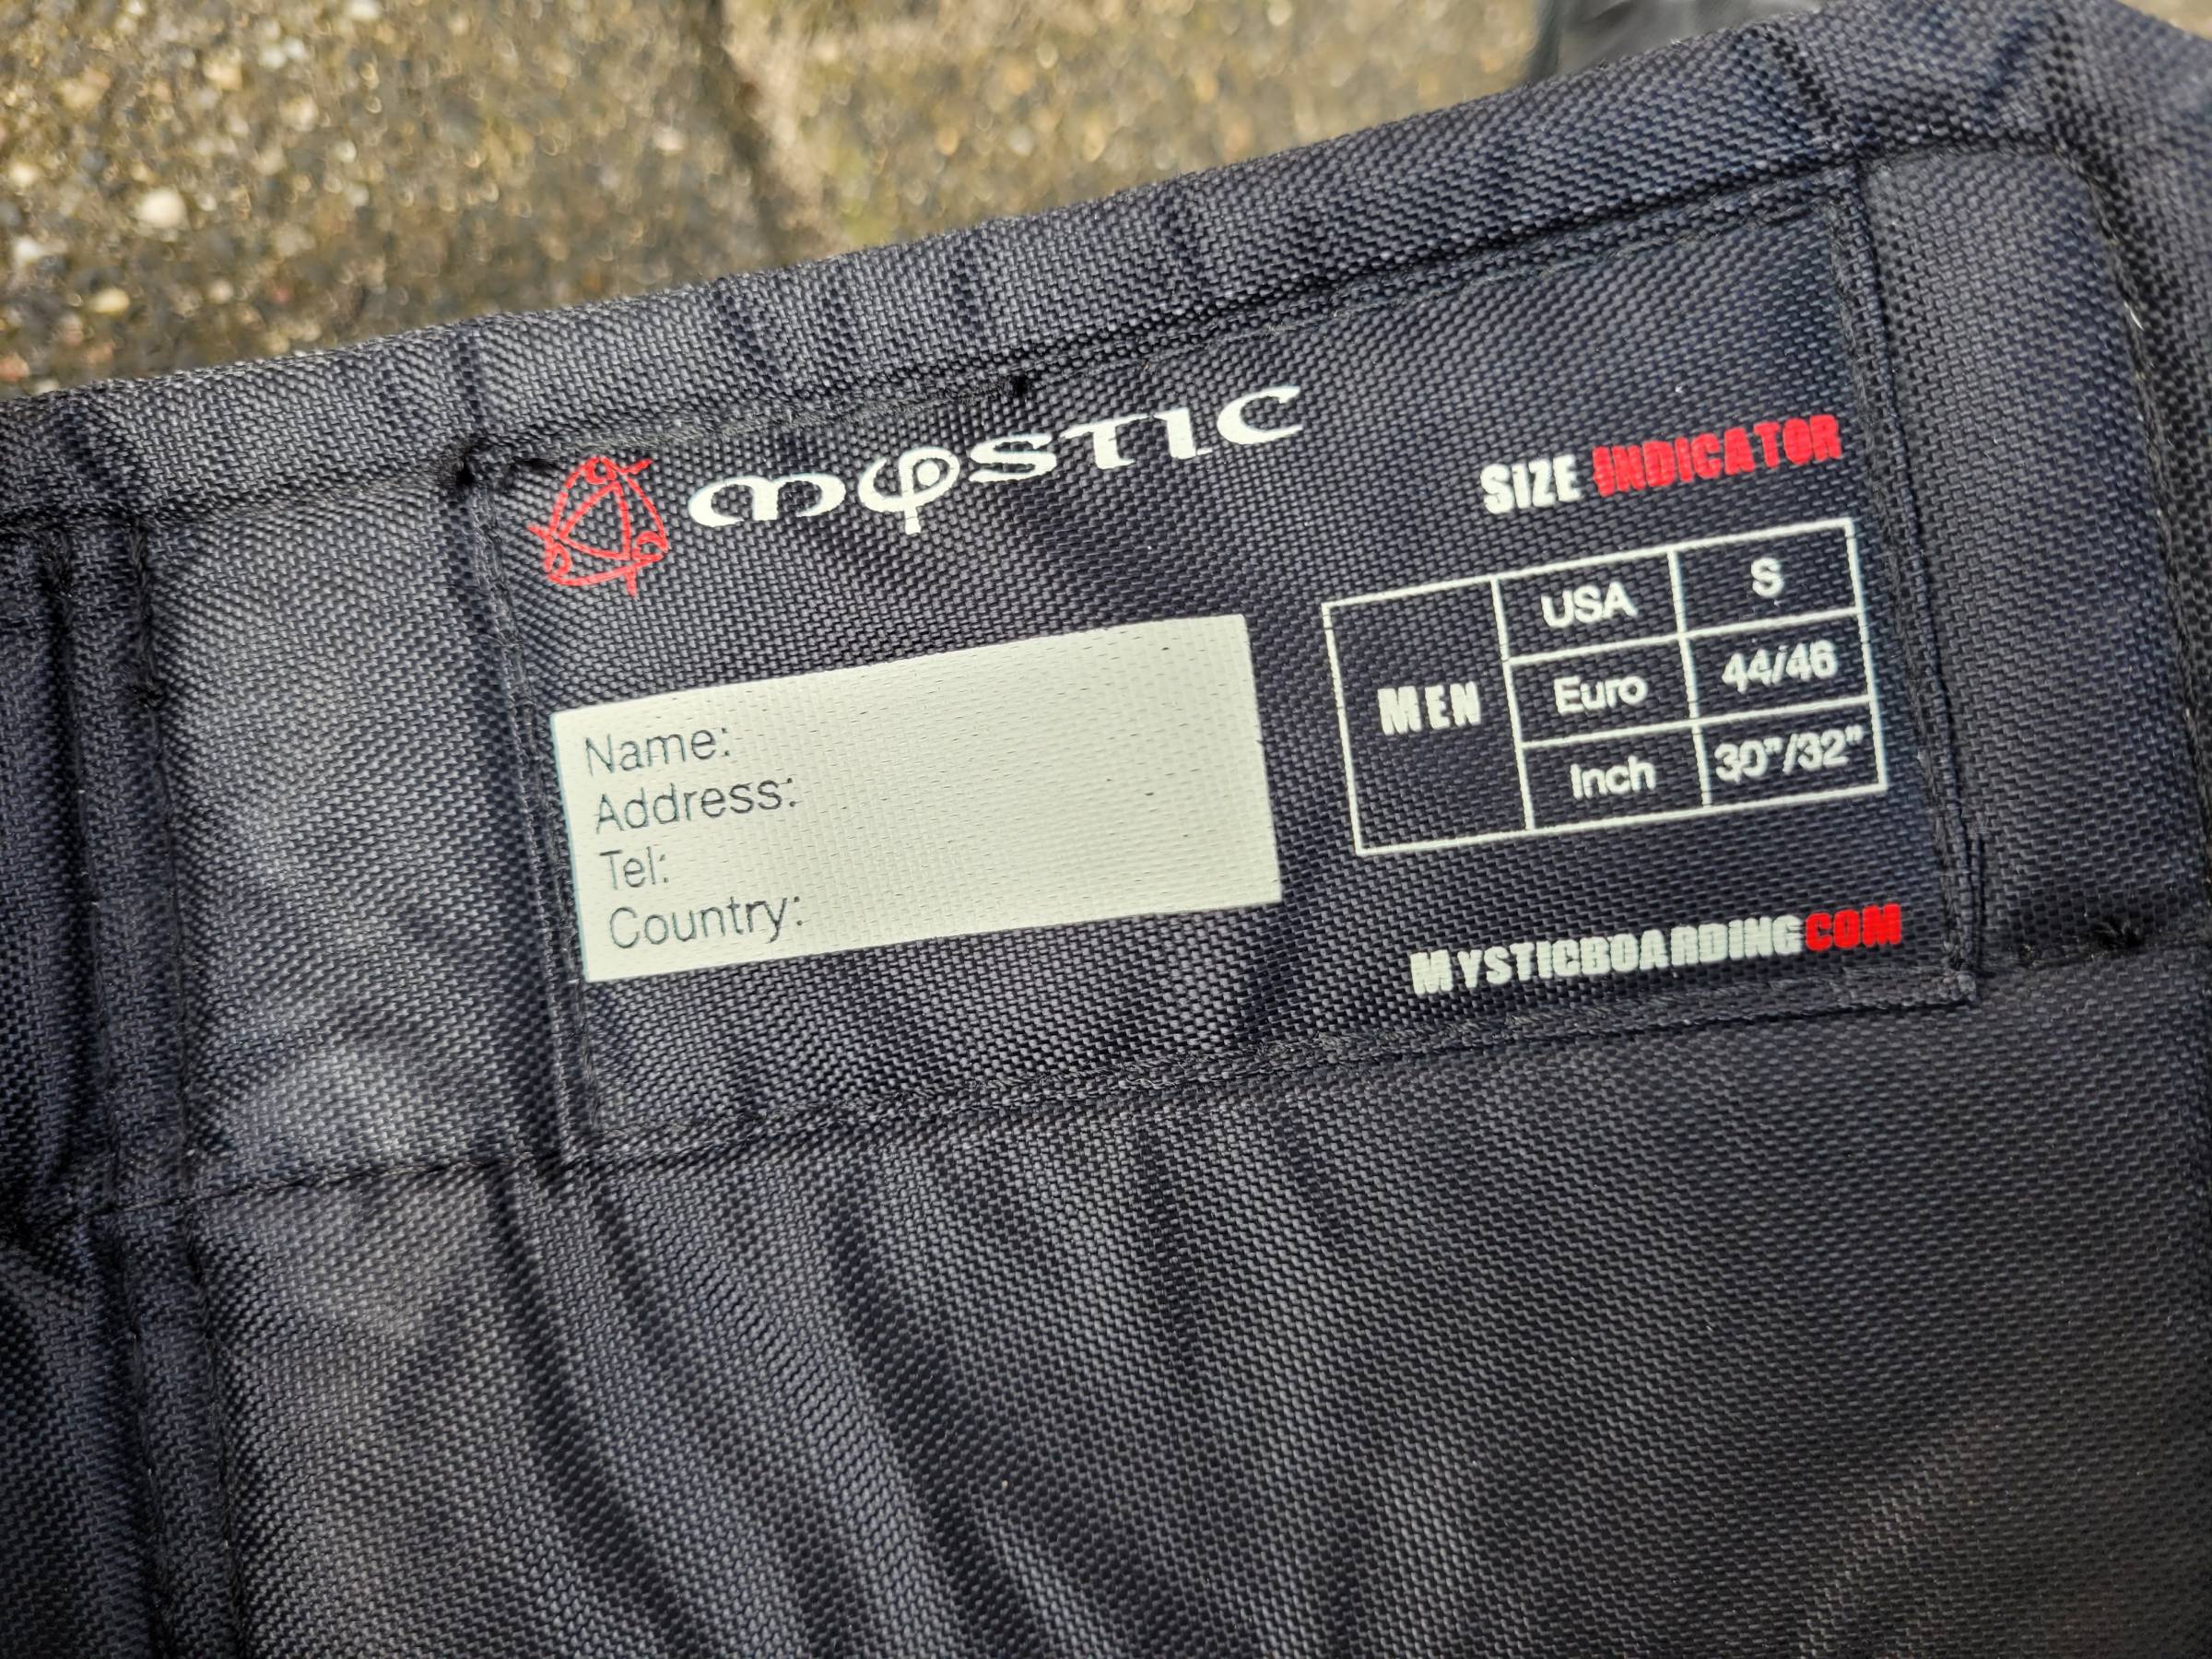 mystic
SIZE INDICATOR
MEN
USA S
Euro 44/46
Inch 30"/32"
Name:
Address:
Tel:
Country:
MYSTICBOARDINGCOM